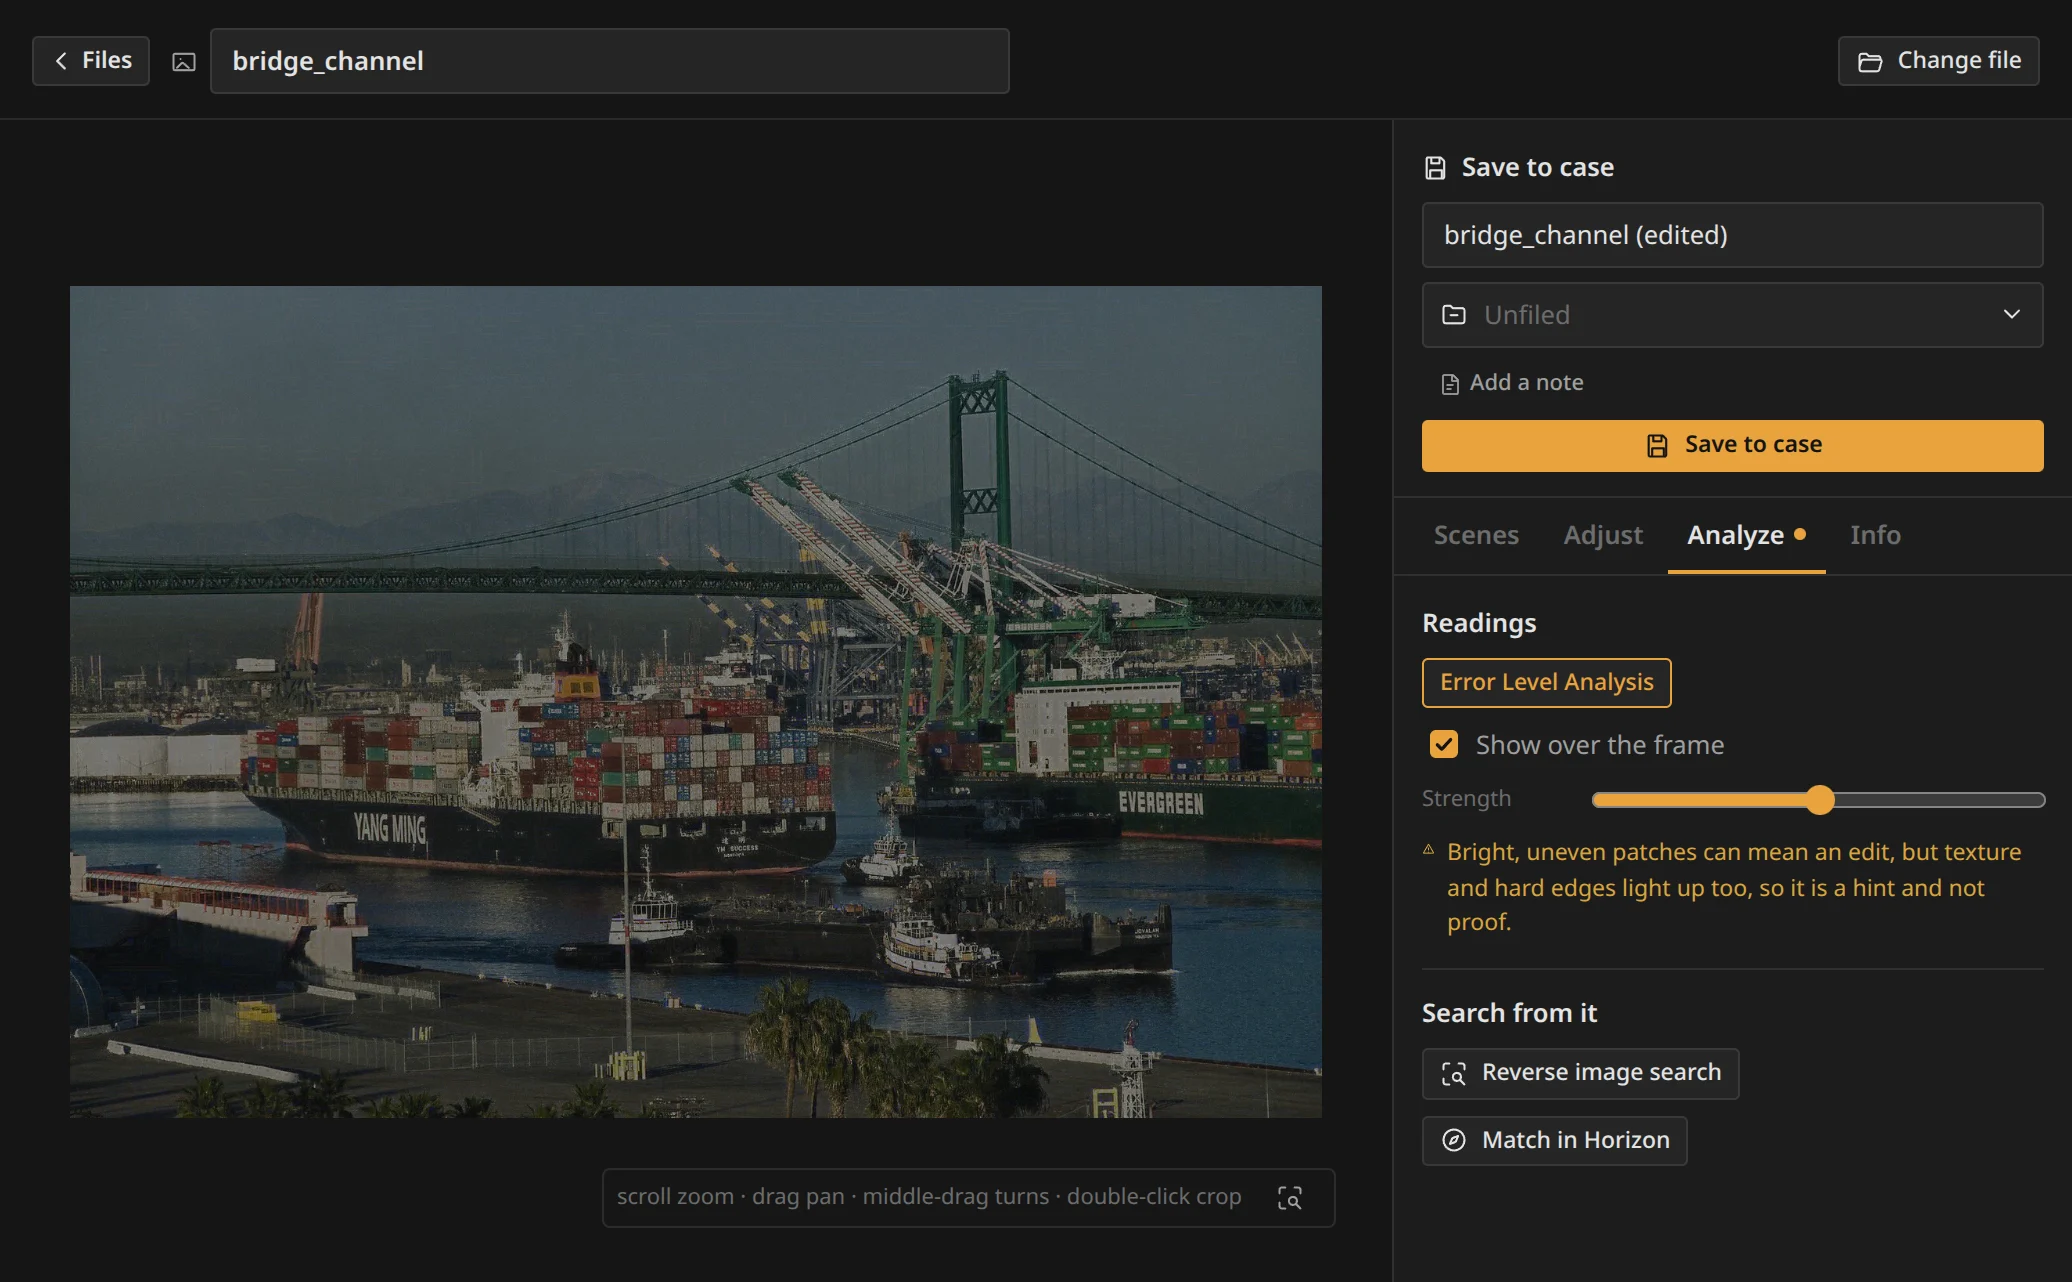 Files
bridge_channel
Change file
Save to case
bridge_channel (edited)
Unfiled
Add a note
Save to case
Scenes
Adjust
Analyze
Info
Readings
Error Level Analysis
Show over the frame
Strength
Bright, uneven patches can mean an edit, but texture
and hard edges light up too, so it is a hint and not
proof.
Search from it
Reverse image search
Match in Horizon
EVERGREEN
EVERGREEN
YANG MING
YM SUCCESS
scroll zoom · drag pan · middle-drag turns · double-click crop